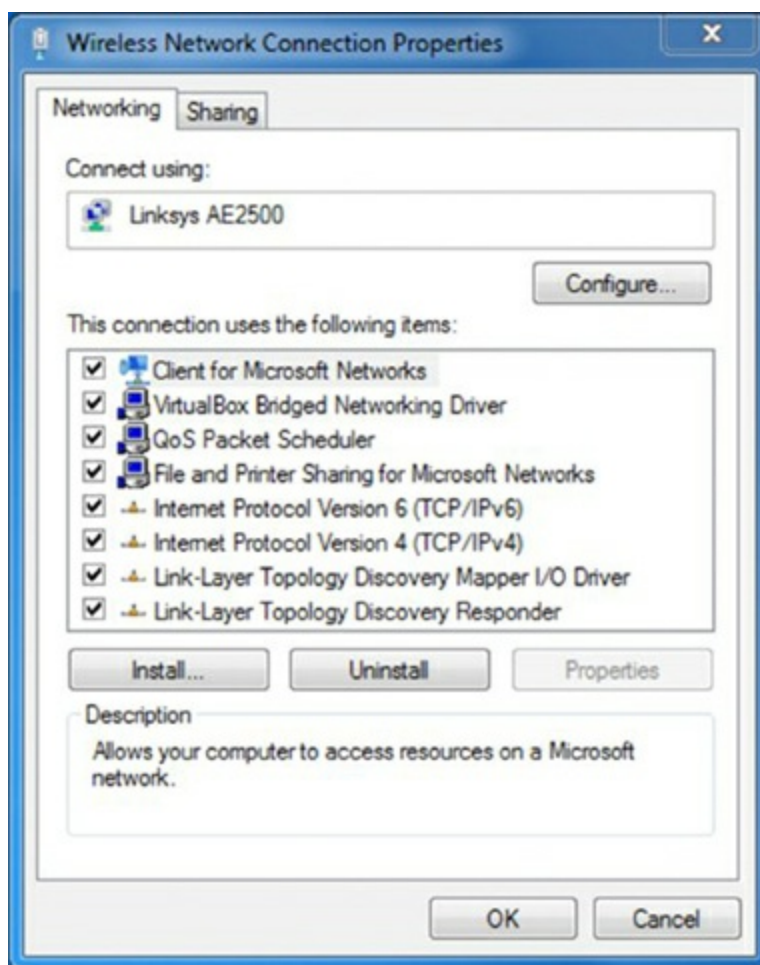 Wireless Network Connection Properties
Networking
Sharing
Connect using:
Linksys AE2500
Configure...
This connection uses the following items:
Client for Microsoft Networks
VirtualBox Bridged Networking Driver
QoS Packet Scheduler
File and Printer Sharing for Microsoft Networks
Internet Protocol Version 6 (TCP/IPv6)
Internet Protocol Version 4 (TCP/IPv4)
Link-Layer Topology Discovery Mapper I/O Driver
Link-Layer Topology Discovery Responder
Install...
Uninstall
Properties
Description
Allows your computer to access resources on a Microsoft
network.
OK
Cancel